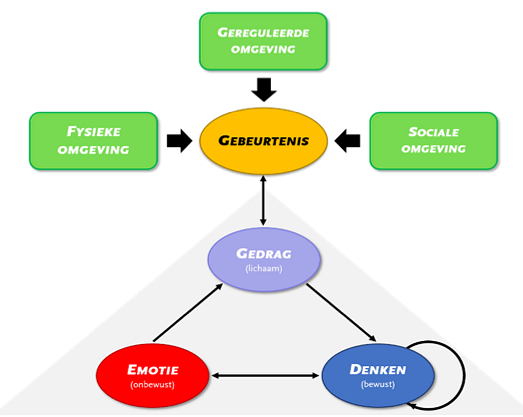 GEREGULEERDE
OMGEVING
FYSIEKE
OMGEVING
GEBEURTENIS
SOCIALE
OMGEVING
GEDRAG
(lichaam)
EMOTIE
(onbewust)
DENKEN
(bewust)